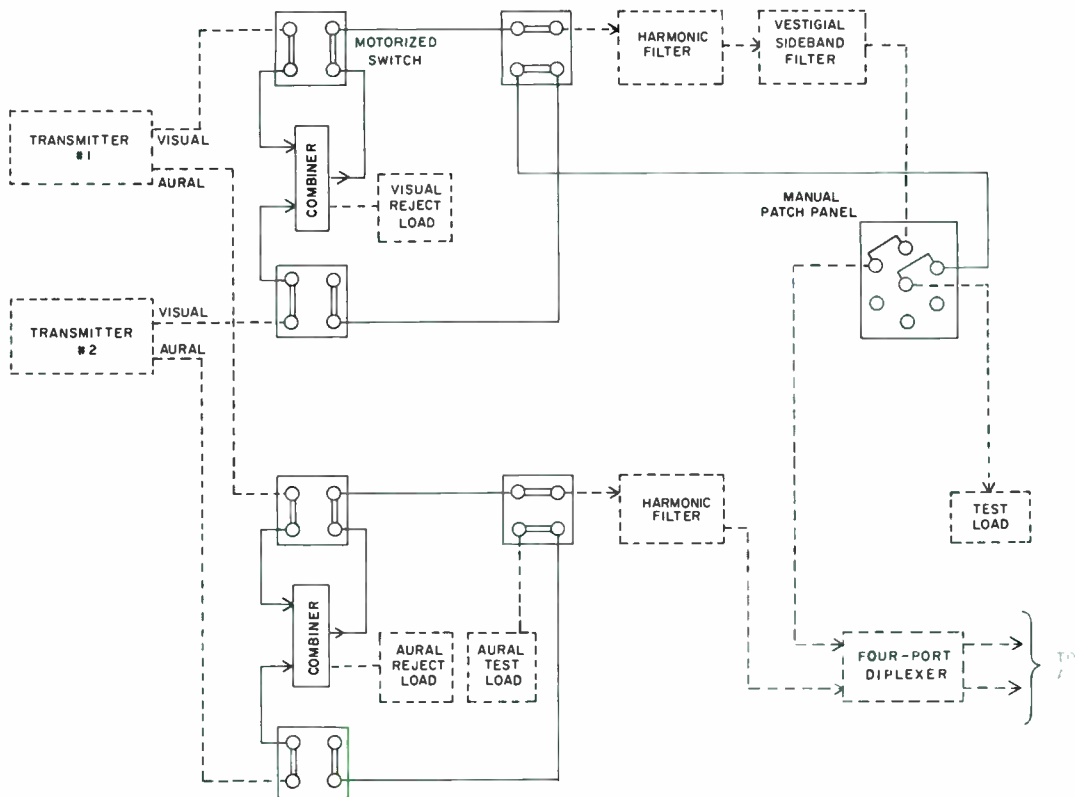 MOTORIZED
SWITCH
HARMONIC
FILTER
VESTIGIAL
SIDEBAND
FILTER
TRANSMITTER
#1
VISUAL
AURAL
COMBINER
VISUAL
REJECT
LOAD
MANUAL
PATCH PANEL
TRANSMITTER
#2
VISUAL
AURAL
HARMONIC
FILTER
TEST
LOAD
COMBINER
AURAL
REJECT
LOAD
AURAL
TEST
LOAD
FOUR-PORT
DIPLEXER